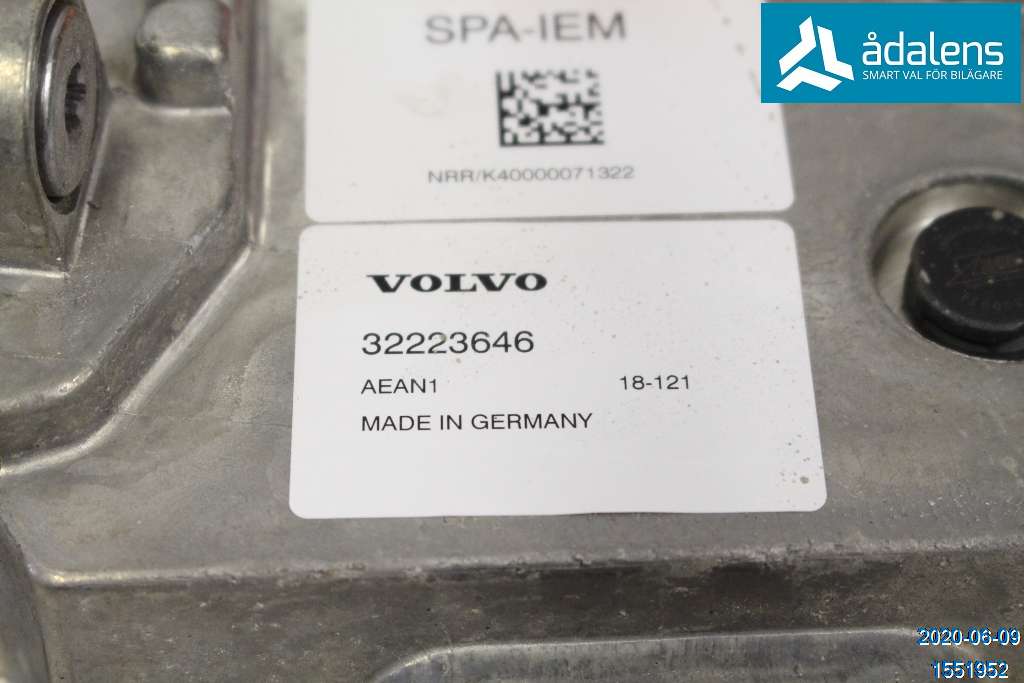 SPA-IEM
NRR/K40000071322
VOLVO
32223646
AEAN1 18-121
MADE IN GERMANY
ådalens
SMART VAL FÖR BILÄGARE
2020-06-09
1551952